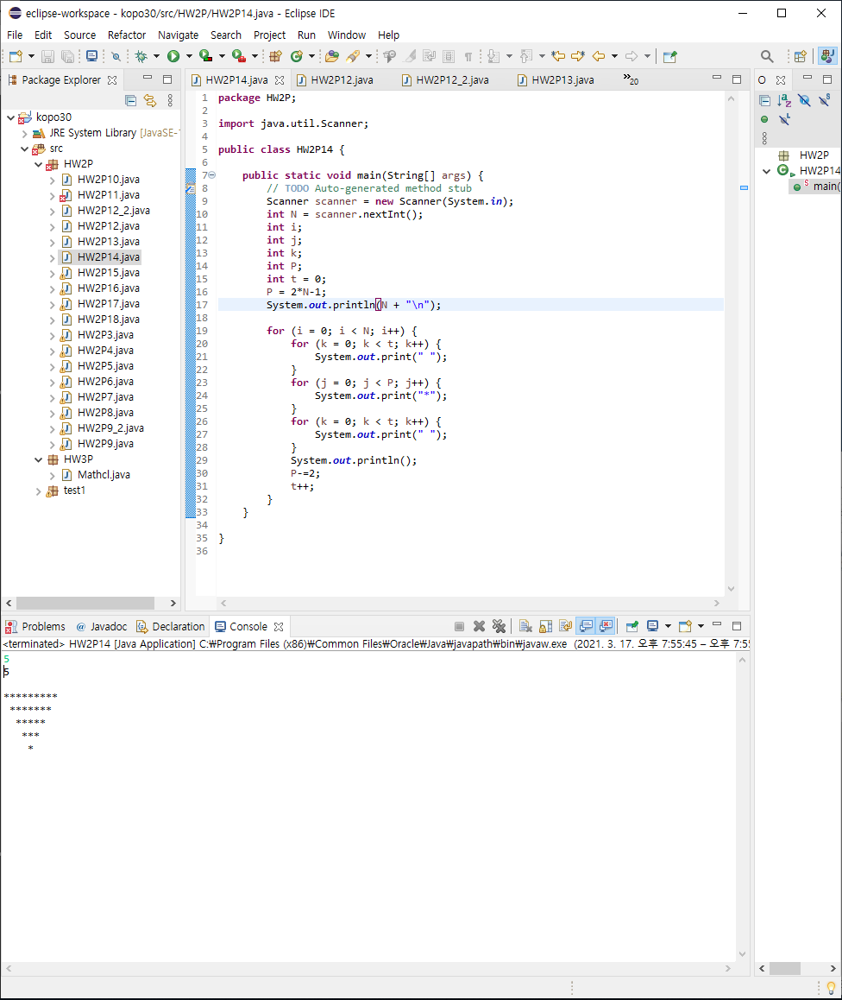 eclipse-workspace - kopo30/src/HW2P/HW2P14.java - Eclipse IDE
File Edit Source Refactor Navigate Search Project Run Window Help
Package Explorer
kopo30
JRE System Library [JavaSE-
src
HW2P
HW2P10.java
HW2P11.java
HW2P12_2.java
HW2P12.java
HW2P13.java
HW2P14.java
HW2P15.java
HW2P16.java
HW2P17.java
HW2P18.java
HW2P3.java
HW2P4.java
HW2P5.java
HW2P6.java
HW2P7.java
HW2P8.java
HW2P9_2.java
HW2P9.java
HW3P
Mathcl.java
test1
HW2P14.java HW2P12.java HW2P12_2.java HW2P13.java »20
1 package HW2P;
2
3 import java.util.Scanner;
4
5 public class HW2P14 {
6
7 public static void main(String[] args) {
8 // TODO Auto-generated method stub
9 Scanner scanner = new Scanner(System.in);
10 int N = scanner.nextInt();
11 int i;
12 int j;
13 int k;
14 int P;
15 int t = 0;
16 P = 2*N-1;
17 System.out.println(N + "\n");
18
19 for (i = 0; i < N; i++) {
20 for (k = 0; k < t; k++) {
21 System.out.print(" ");
22 }
23 for (j = 0; j < P; j++) {
24 System.out.print("*");
25 }
26 for (k = 0; k < t; k++) {
27 System.out.print(" ");
28 }
29 System.out.println();
30 P-=2;
31 t++;
32 }
33 }
34
35 }
36
O
HW2P
HW2P14
main(
Problems @ Javadoc Declaration Console
<terminated> HW2P14 [Java Application] C:₩Program Files (x86)₩Common Files₩Oracle₩Java₩javapath₩bin₩javaw.exe (2021. 3. 17. 오후 7:55:45 – 오후 7:55
5
5
*********
*******
*****
***
*